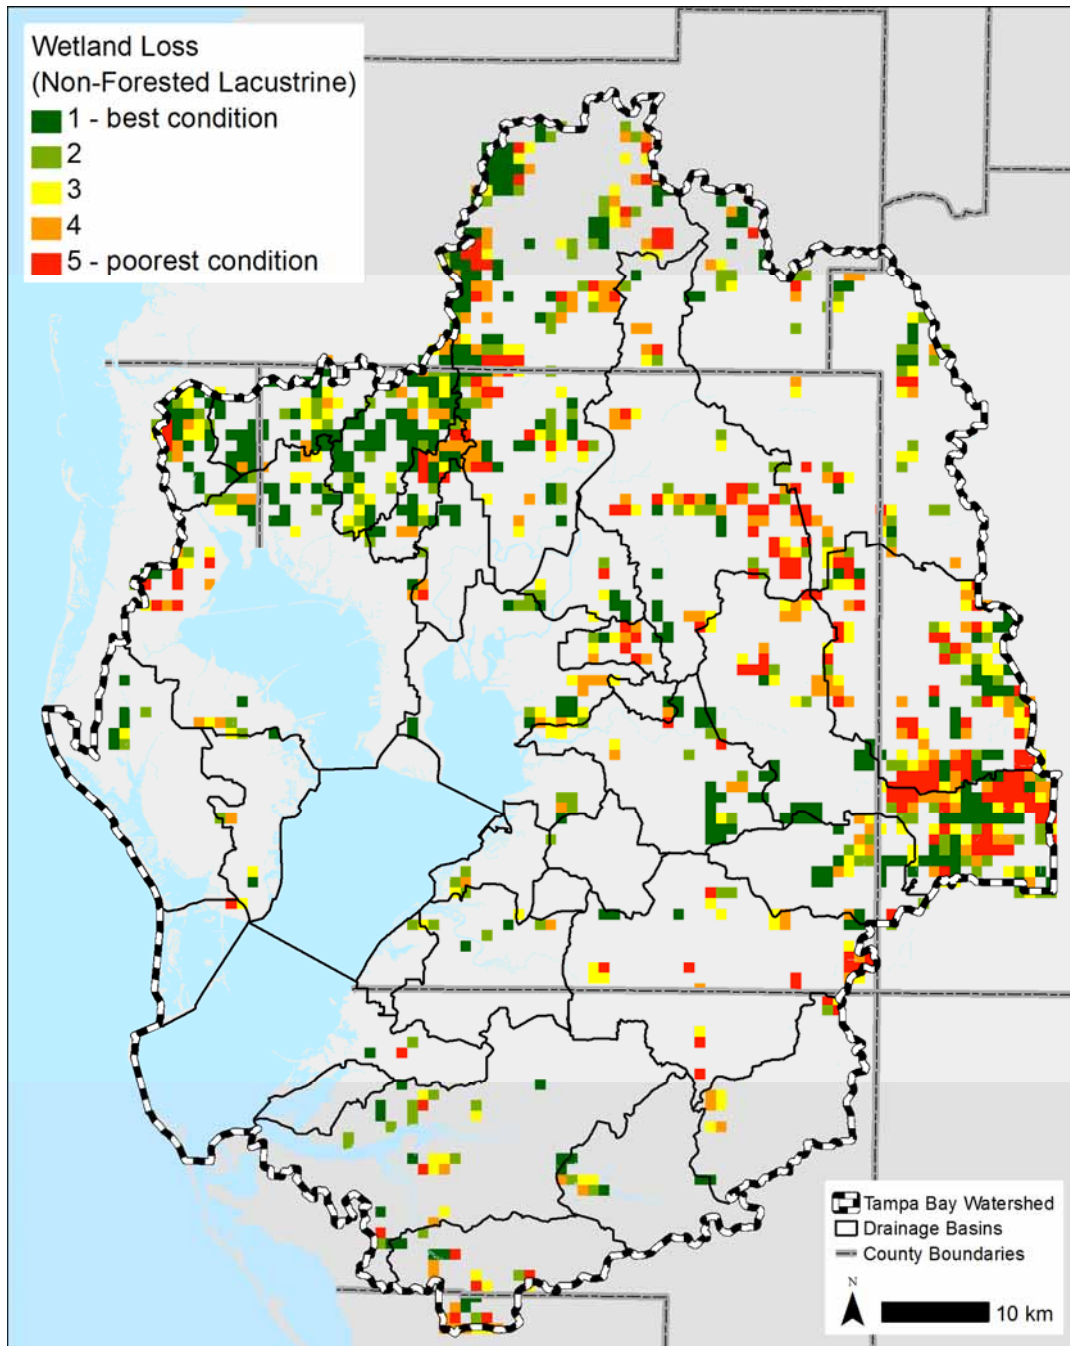 Wetland Loss
(Non-Forested Lacustrine)
1 - best condition
2
3
4
5 - poorest condition
Tampa Bay Watershed
Drainage Basins
County Boundaries
N
10 km